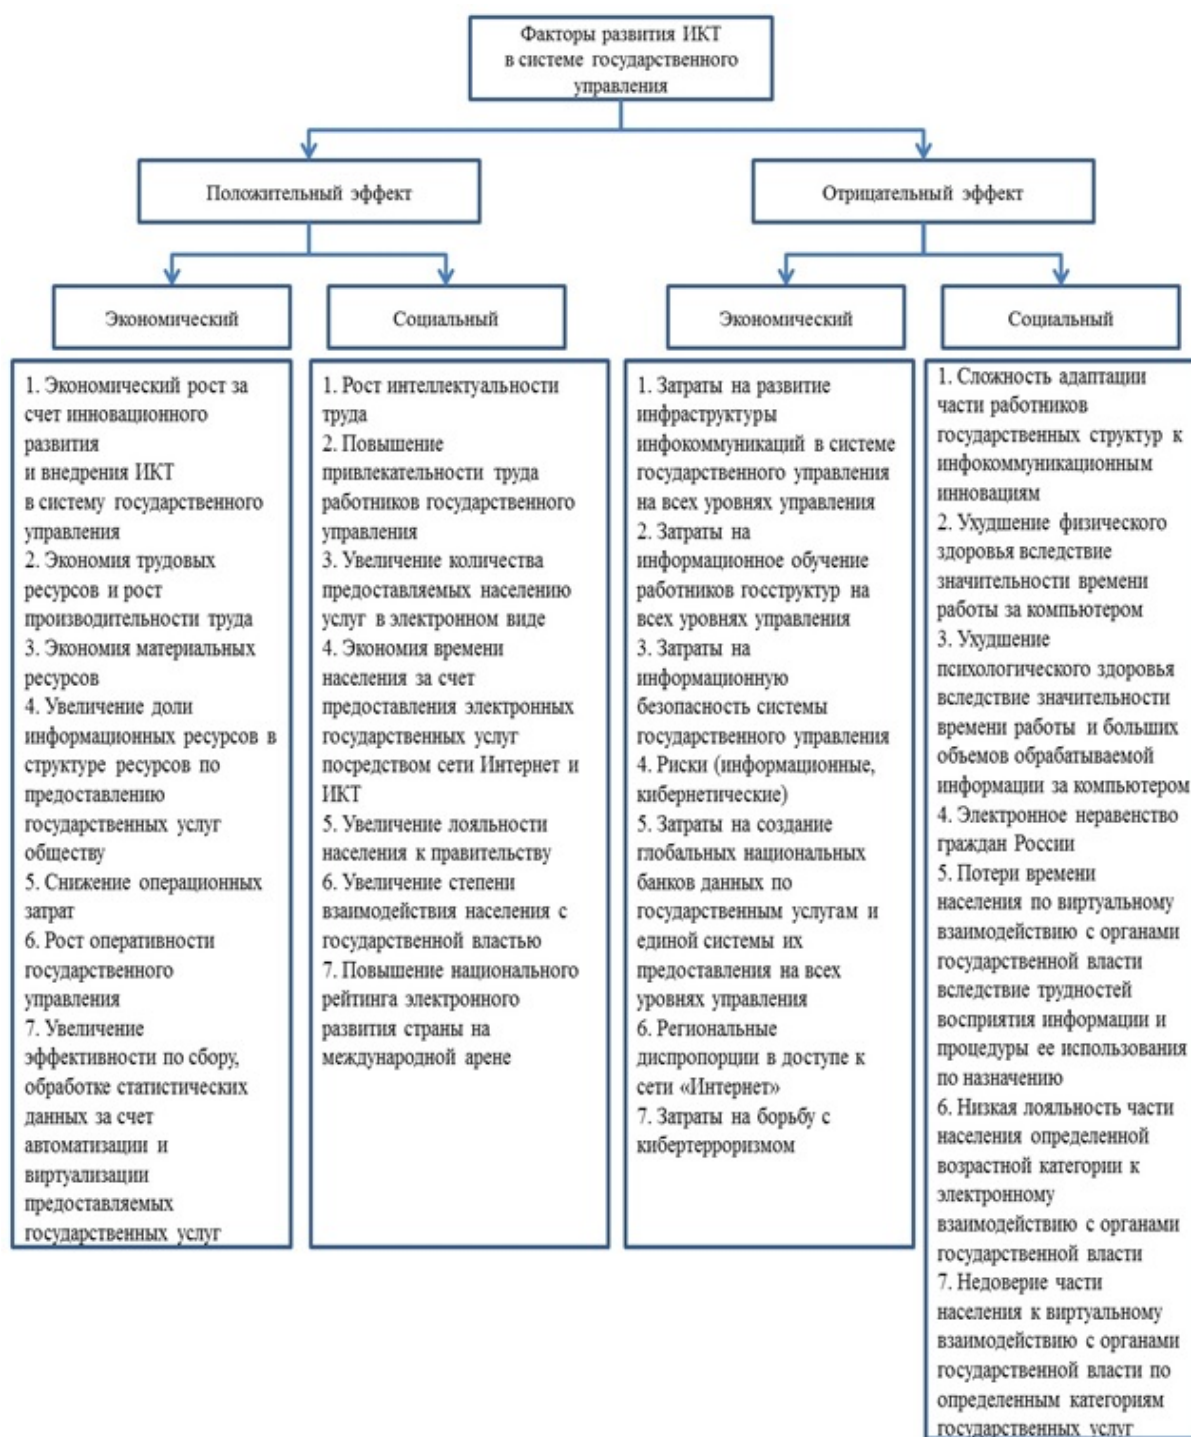 Факторы развития ИКТ
в системе государственного
управления
Положительный эффект
Отрицательный эффект
Экономический
Социальный
Экономический
Социальный
1. Экономический рост за
счет инновационного
развития
и внедрения ИКТ
в систему государственного
управления
2. Экономия трудовых
ресурсов и рост
производительности труда
3. Экономия материальных
ресурсов
4. Увеличение доли
информационных ресурсов в
структуре ресурсов по
предоставлению
государственных услуг
обществу
5. Снижение операционных
затрат
6. Рост оперативности
государственного
управления
7. Увеличение
эффективности по сбору,
обработке статистических
данных за счет
автоматизации и
виртуализации
предоставляемых
государственных услуг
1. Рост интеллектуальности
труда
2. Повышение
привлекательности труда
работников государственного
управления
3. Увеличение количества
предоставляемых населению
услуг в электронном виде
4. Экономия времени
населения за счет
предоставления электронных
государственных услуг
посредством сети Интернет и
ИКТ
5. Увеличение лояльности
населения к правительству
6. Увеличение степени
взаимодействия населения с
государственной властью
7. Повышение национального
рейтинга электронного
развития страны на
международной арене
1. Затраты на развитие
инфраструктуры
инфокоммуникаций в системе
государственного управления
на всех уровнях управления
2. Затраты на
информационное обучение
работников госструктур на
всех уровнях управления
3. Затраты на
информационную
безопасность системы
государственного управления
4. Риски (информационные,
кибернетические)
5. Затраты на создание
глобальных национальных
банков данных по
государственным услугам и
единой системы их
предоставления на всех
уровнях управления
6. Региональные
диспропорции в доступе к
сети «Интернет»
7. Затраты на борьбу с
кибертерроризмом
1. Сложность адаптации
части работников
государственных структур к
инфокоммуникационным
инновациям
2. Ухудшение физического
здоровья вследствие
значительности времени
работы за компьютером
3. Ухудшение
психологического здоровья
вследствие значительности
времени работы и больших
объемов обрабатываемой
информации за компьютером
4. Электронное неравенство
граждан России
5. Потери времени
населения по виртуальному
взаимодействию с органами
государственной власти
вследствие трудностей
восприятия информации и
процедуры ее использования
по назначению
6. Низкая лояльность части
населения определенной
возрастной категории к
электронному
взаимодействию с органами
государственной власти
7. Недоверие части
населения к виртуальному
взаимодействию с органами
государственной власти по
определенным категориям
государственных услуг